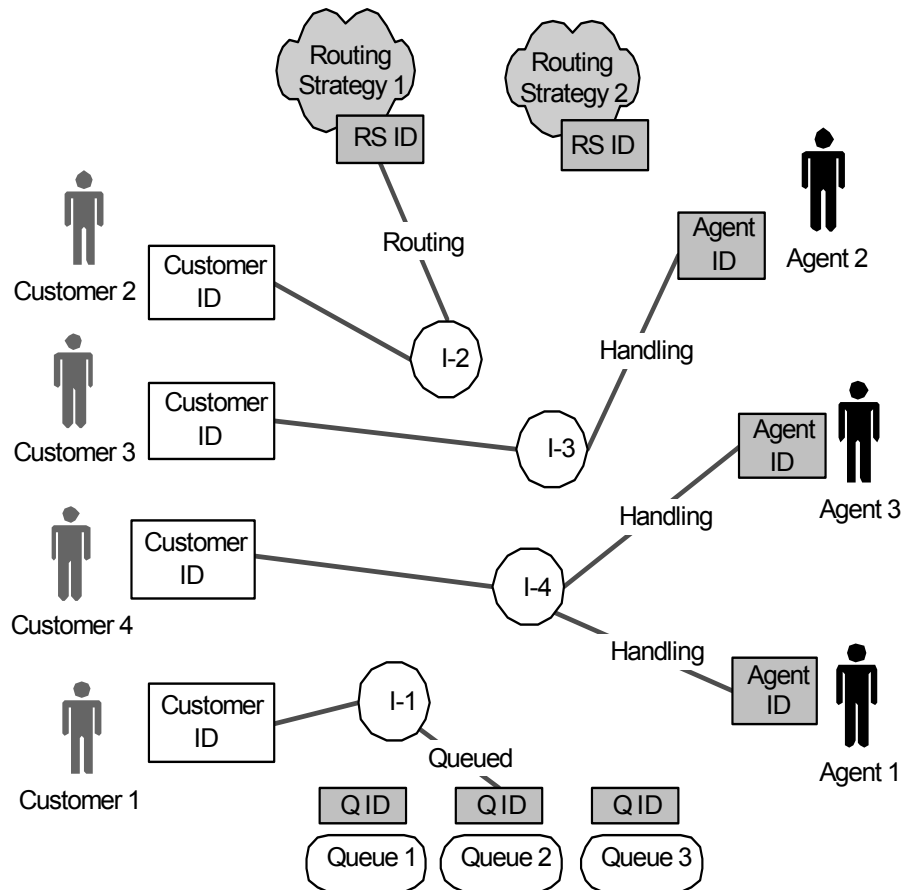 Routing
Strategy 1
RS ID
Routing
Strategy 2
RS ID
Customer 2
Customer
ID
Routing
Agent
ID
Agent 2
I-2
Handling
Customer 3
Customer
ID
I-3
Agent
ID
Agent 3
Handling
Customer 4
Customer
ID
I-4
Handling
Agent
ID
Agent 1
Customer 1
Customer
ID
I-1
Queued
Q ID
Q ID
Q ID
Queue 1
Queue 2
Queue 3